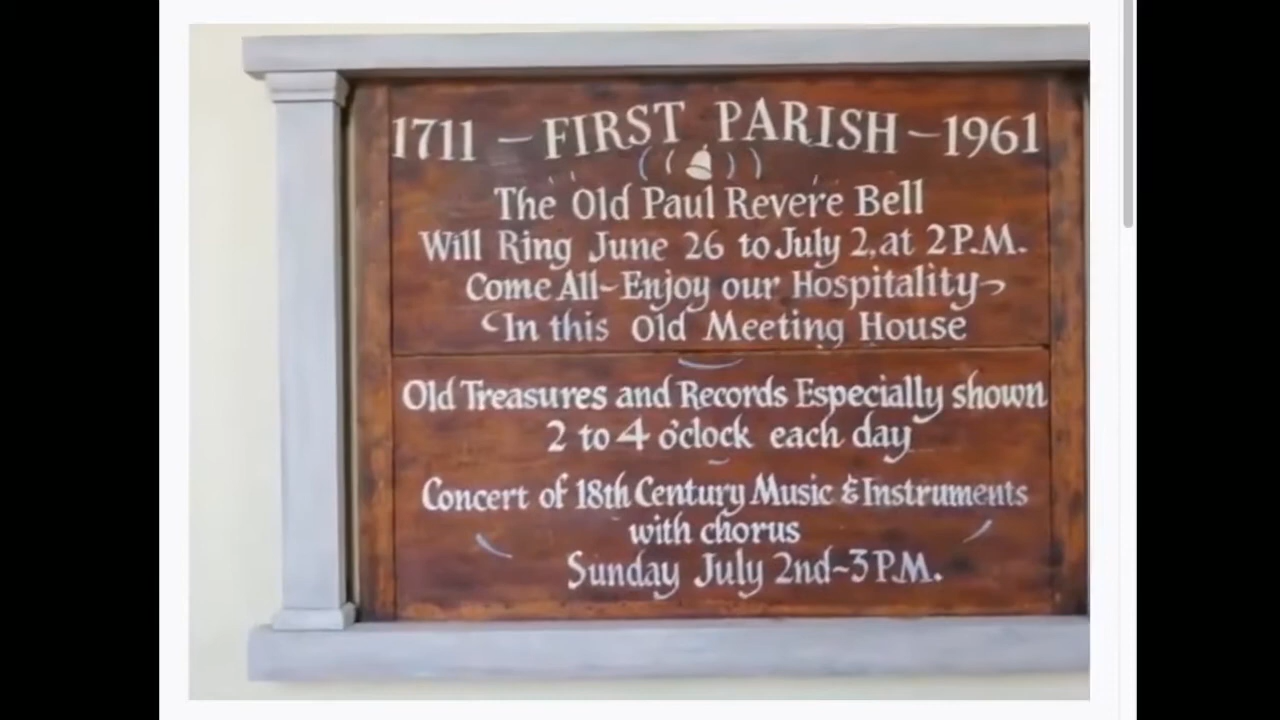 1711 – FIRST PARISH – 1961
The Old Paul Revere Bell
Will Ring June 26 to July 2, at 2 P.M.
Come All ~ Enjoy our Hospitality
In this Old Meeting House
Old Treasures and Records Especially shown
2 to 4 o'clock each day
Concert of 18th Century Music & Instruments
with chorus
Sunday July 2nd ~ 3 P.M.